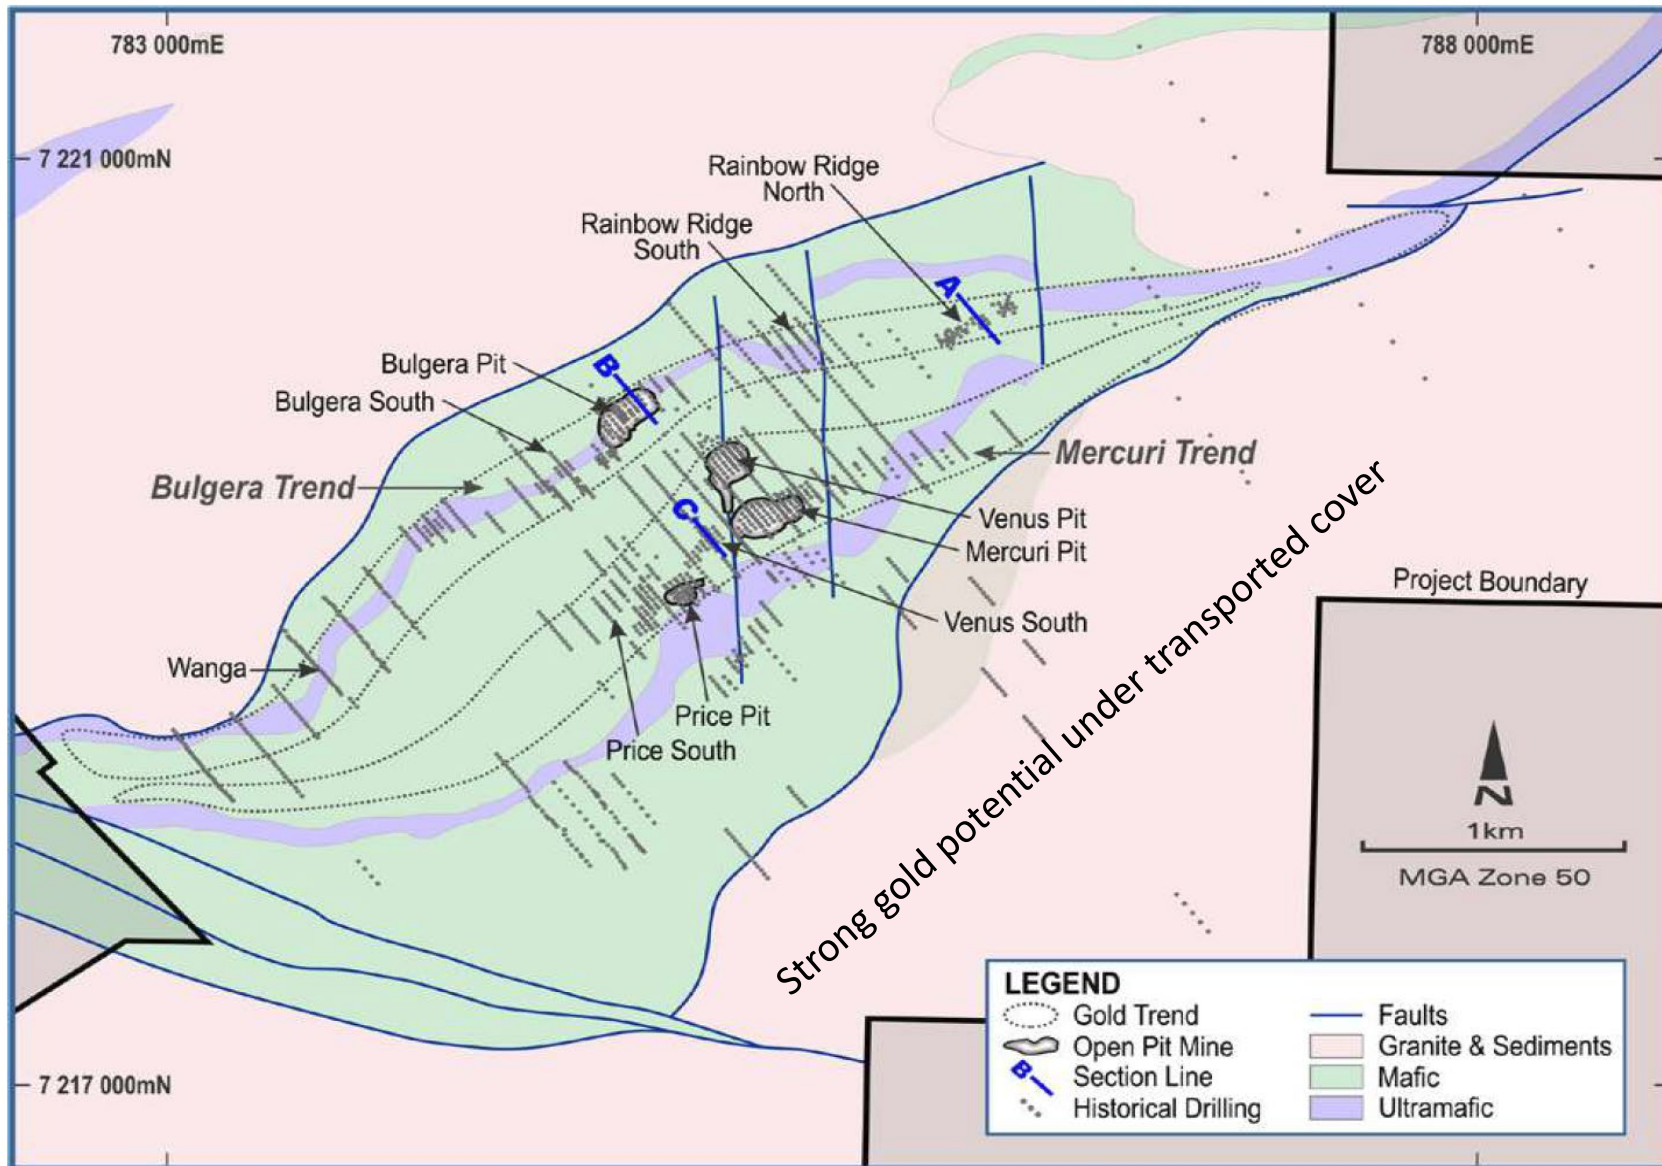 783 000mE
788 000mE
7 221 000mN
Rainbow Ridge
North
Rainbow Ridge
South
A
Bulgera Pit
B
Bulgera South
Mercuri Trend
Bulgera Trend
C
Venus Pit
Mercuri Pit
Strong gold potential under transported cover
Project Boundary
Venus South
Wanga
Price Pit
Price South
N
1km
MGA Zone 50
7 217 000mN
LEGEND
Gold Trend
Open Pit Mine
B
Section Line
Historical Drilling
Faults
Granite & Sediments
Mafic
Ultramafic